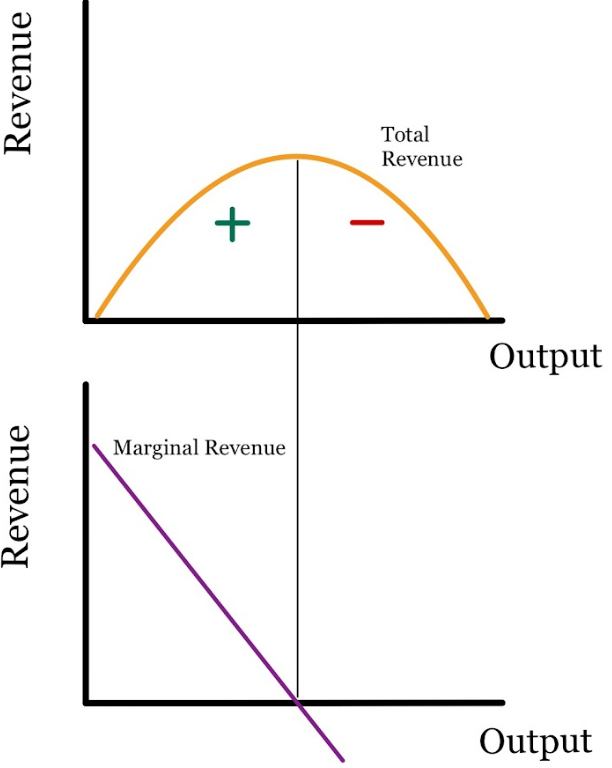 Revenue
Total
Revenue
+
−
Output
Revenue
Marginal Revenue
Output